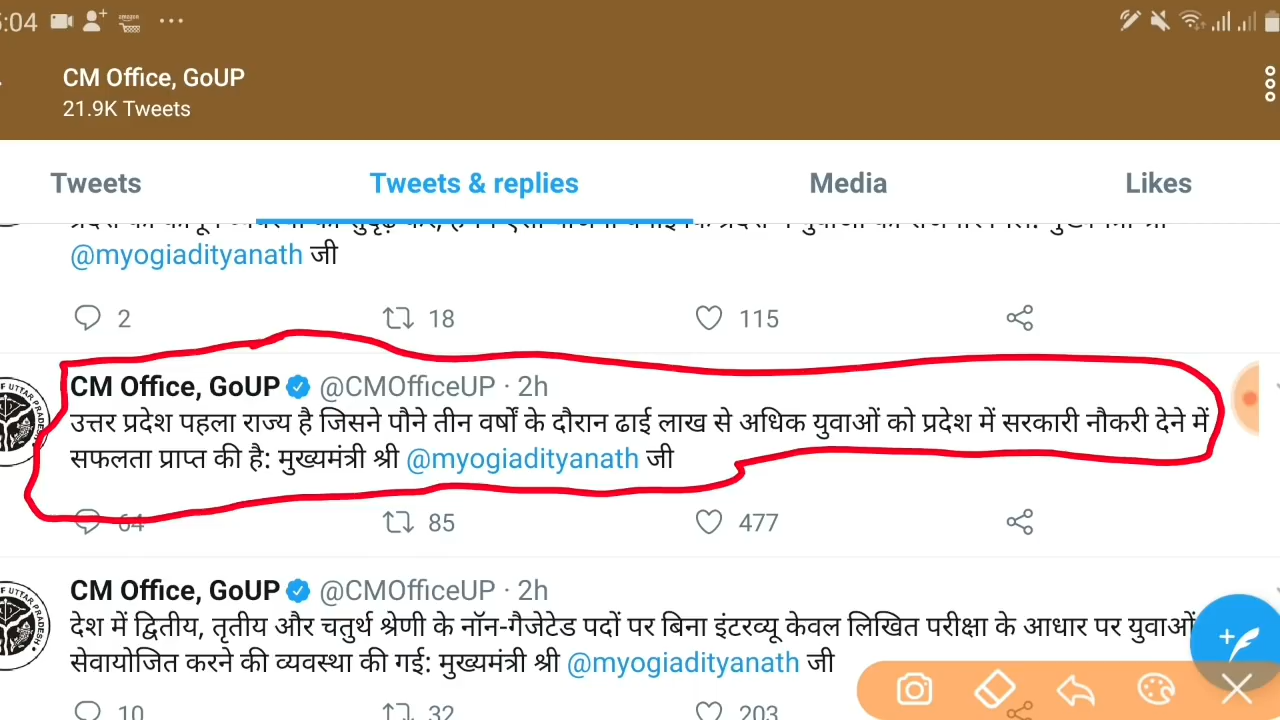 5:04
CM Office, GoUP
21.9K Tweets
Tweets
Tweets & replies
Media
Likes
@myogiadityanath जी
2
18
115
CM Office, GoUP @CMOfficeUP · 2h
उत्तर प्रदेश पहला राज्य है जिसने पौने तीन वर्षों के दौरान ढाई लाख से अधिक युवाओं को प्रदेश में सरकारी नौकरी देने में
सफलता प्राप्त की है: मुख्यमंत्री श्री @myogiadityanath जी
64
85
477
CM Office, GoUP @CMOfficeUP · 2h
देश में द्वितीय, तृतीय और चतुर्थ श्रेणी के नॉन-गैजेटेड पदों पर बिना इंटरव्यू केवल लिखित परीक्षा के आधार पर युवाओं
सेवायोजित करने की व्यवस्था की गई: मुख्यमंत्री श्री @myogiadityanath जी
10
32
203